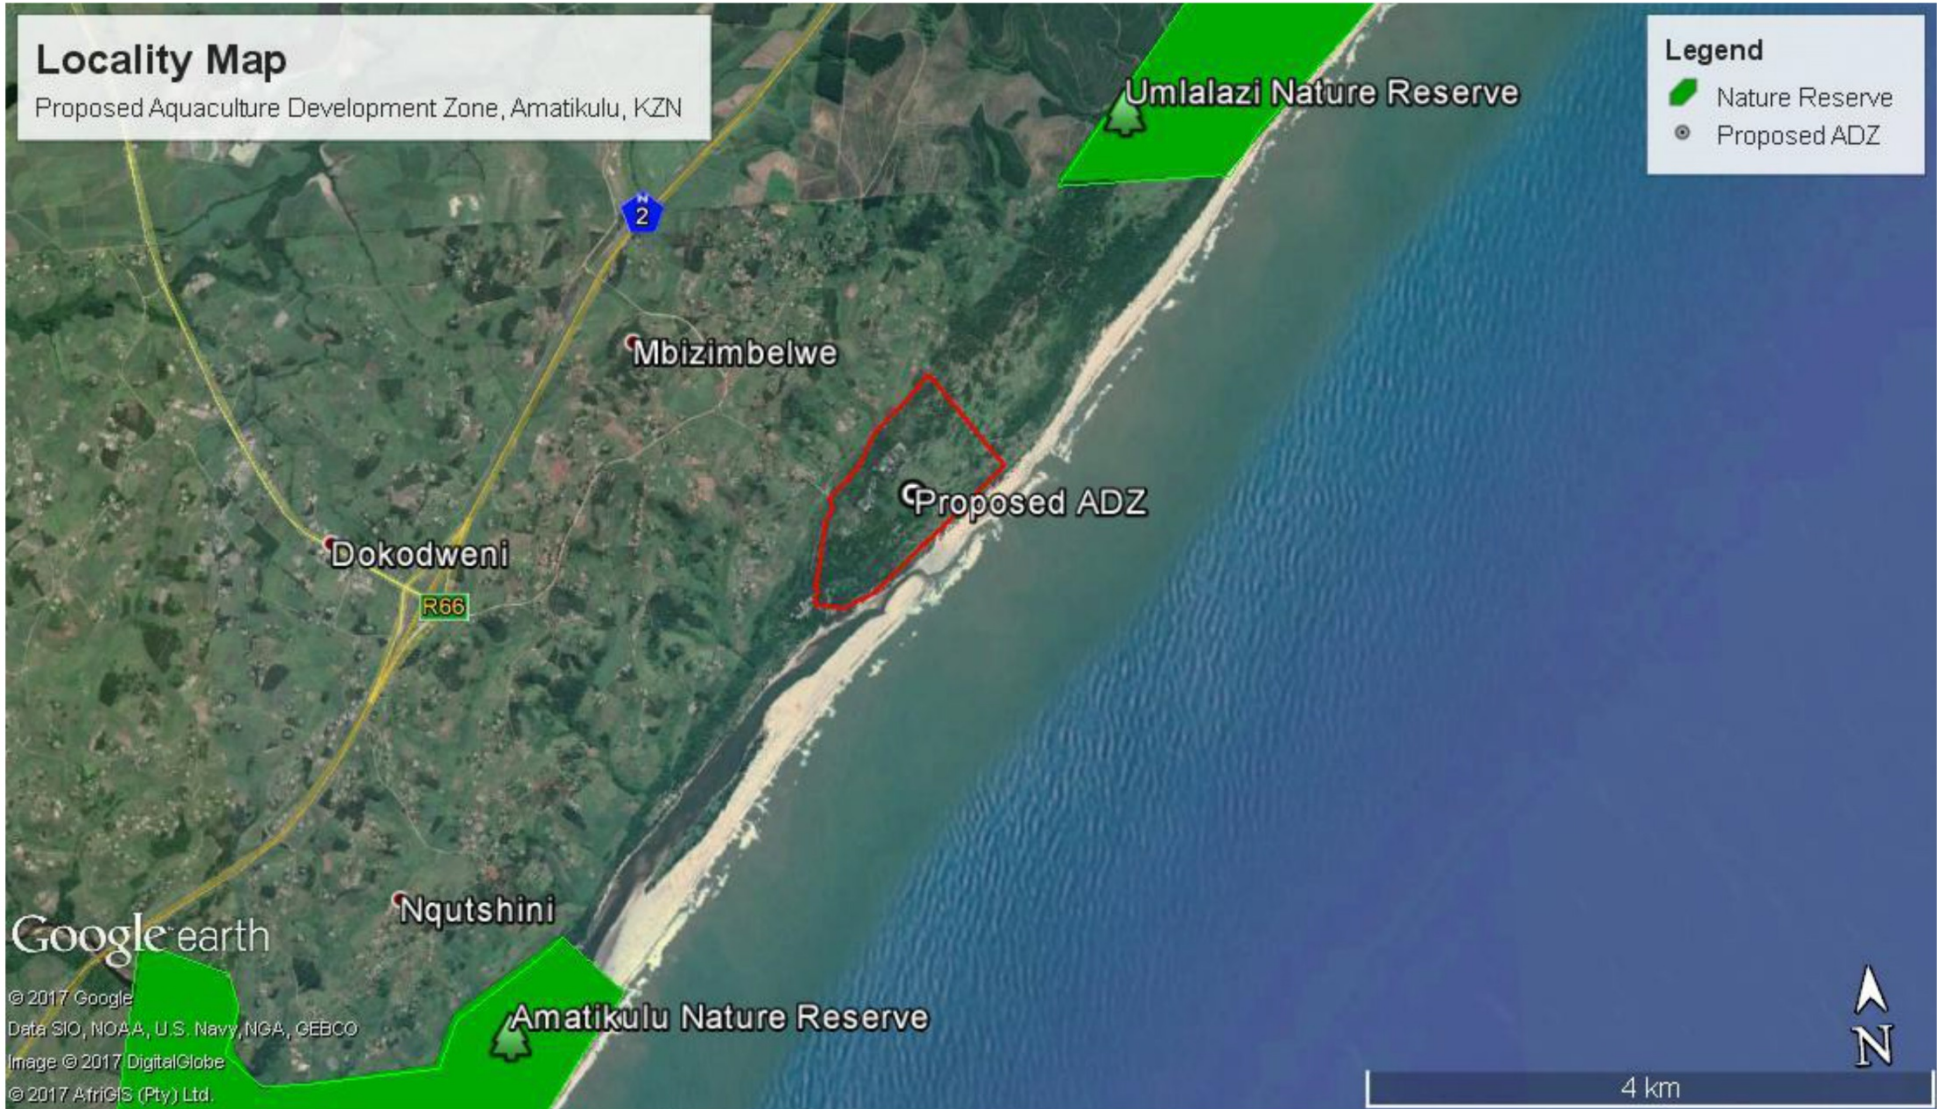 Locality Map
Proposed Aquaculture Development Zone, Amatikulu, KZN
Legend
Nature Reserve
Proposed ADZ
Umlalazi Nature Reserve
N
2
Mbizimbelwe
Proposed ADZ
Dokodweni
R66
Nqutshini
Google earth
© 2017 Google
Data SIO, NOAA, U.S. Navy, NGA, GEBCO
Image © 2017 DigitalGlobe
© 2017 AfriGIS (Pty) Ltd.
Amatikulu Nature Reserve
N
4 km